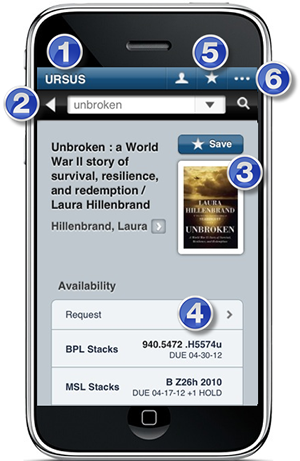 1
5
URSUS
6
2
unbroken
Unbroken : a World
War II story of
survival, resilience,
and redemption /
Laura Hillenbrand
Hillenbrand, Laura
Save
3
LAURA
HILLENBRAND
UNBROKEN
Availability
Request
4
BPL Stacks
940.5472 .H5574u
DUE 04-30-12
MSL Stacks
B Z26h 2010
DUE 04-17-12 +1 HOLD